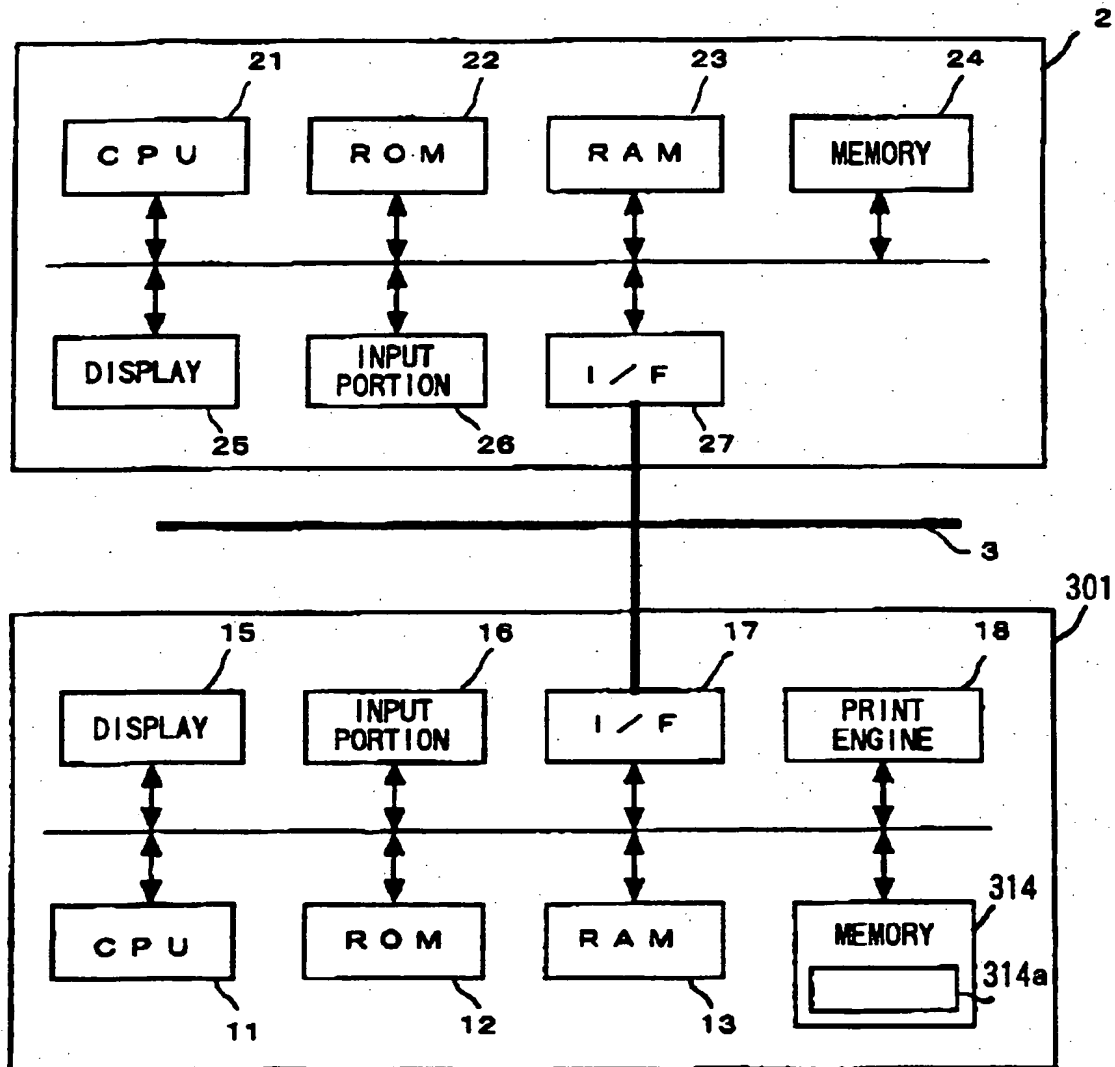 2
21 22 23 24
CPU ROM RAM MEMORY
DISPLAY INPUT PORTION I/F
25 26 27
3
301
15 16 17 18
DISPLAY INPUT PORTION I/F PRINT ENGINE
CPU ROM RAM MEMORY
314
314a
11 12 13